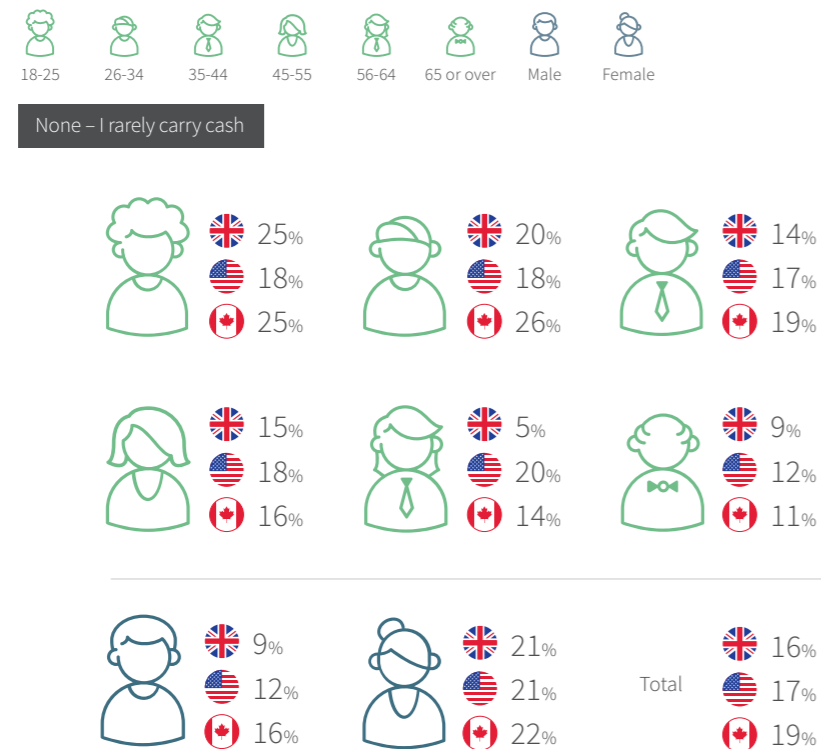 18-25 26-34 35-44 45-55 56-64 65 or over Male Female
None – I rarely carry cash
25% 20% 14%
18% 18% 17%
25% 26% 19%
15% 5% 9%
18% 20% 12%
16% 14% 11%
9% 21% 16%
12% 21% Total 17%
16% 22% 19%